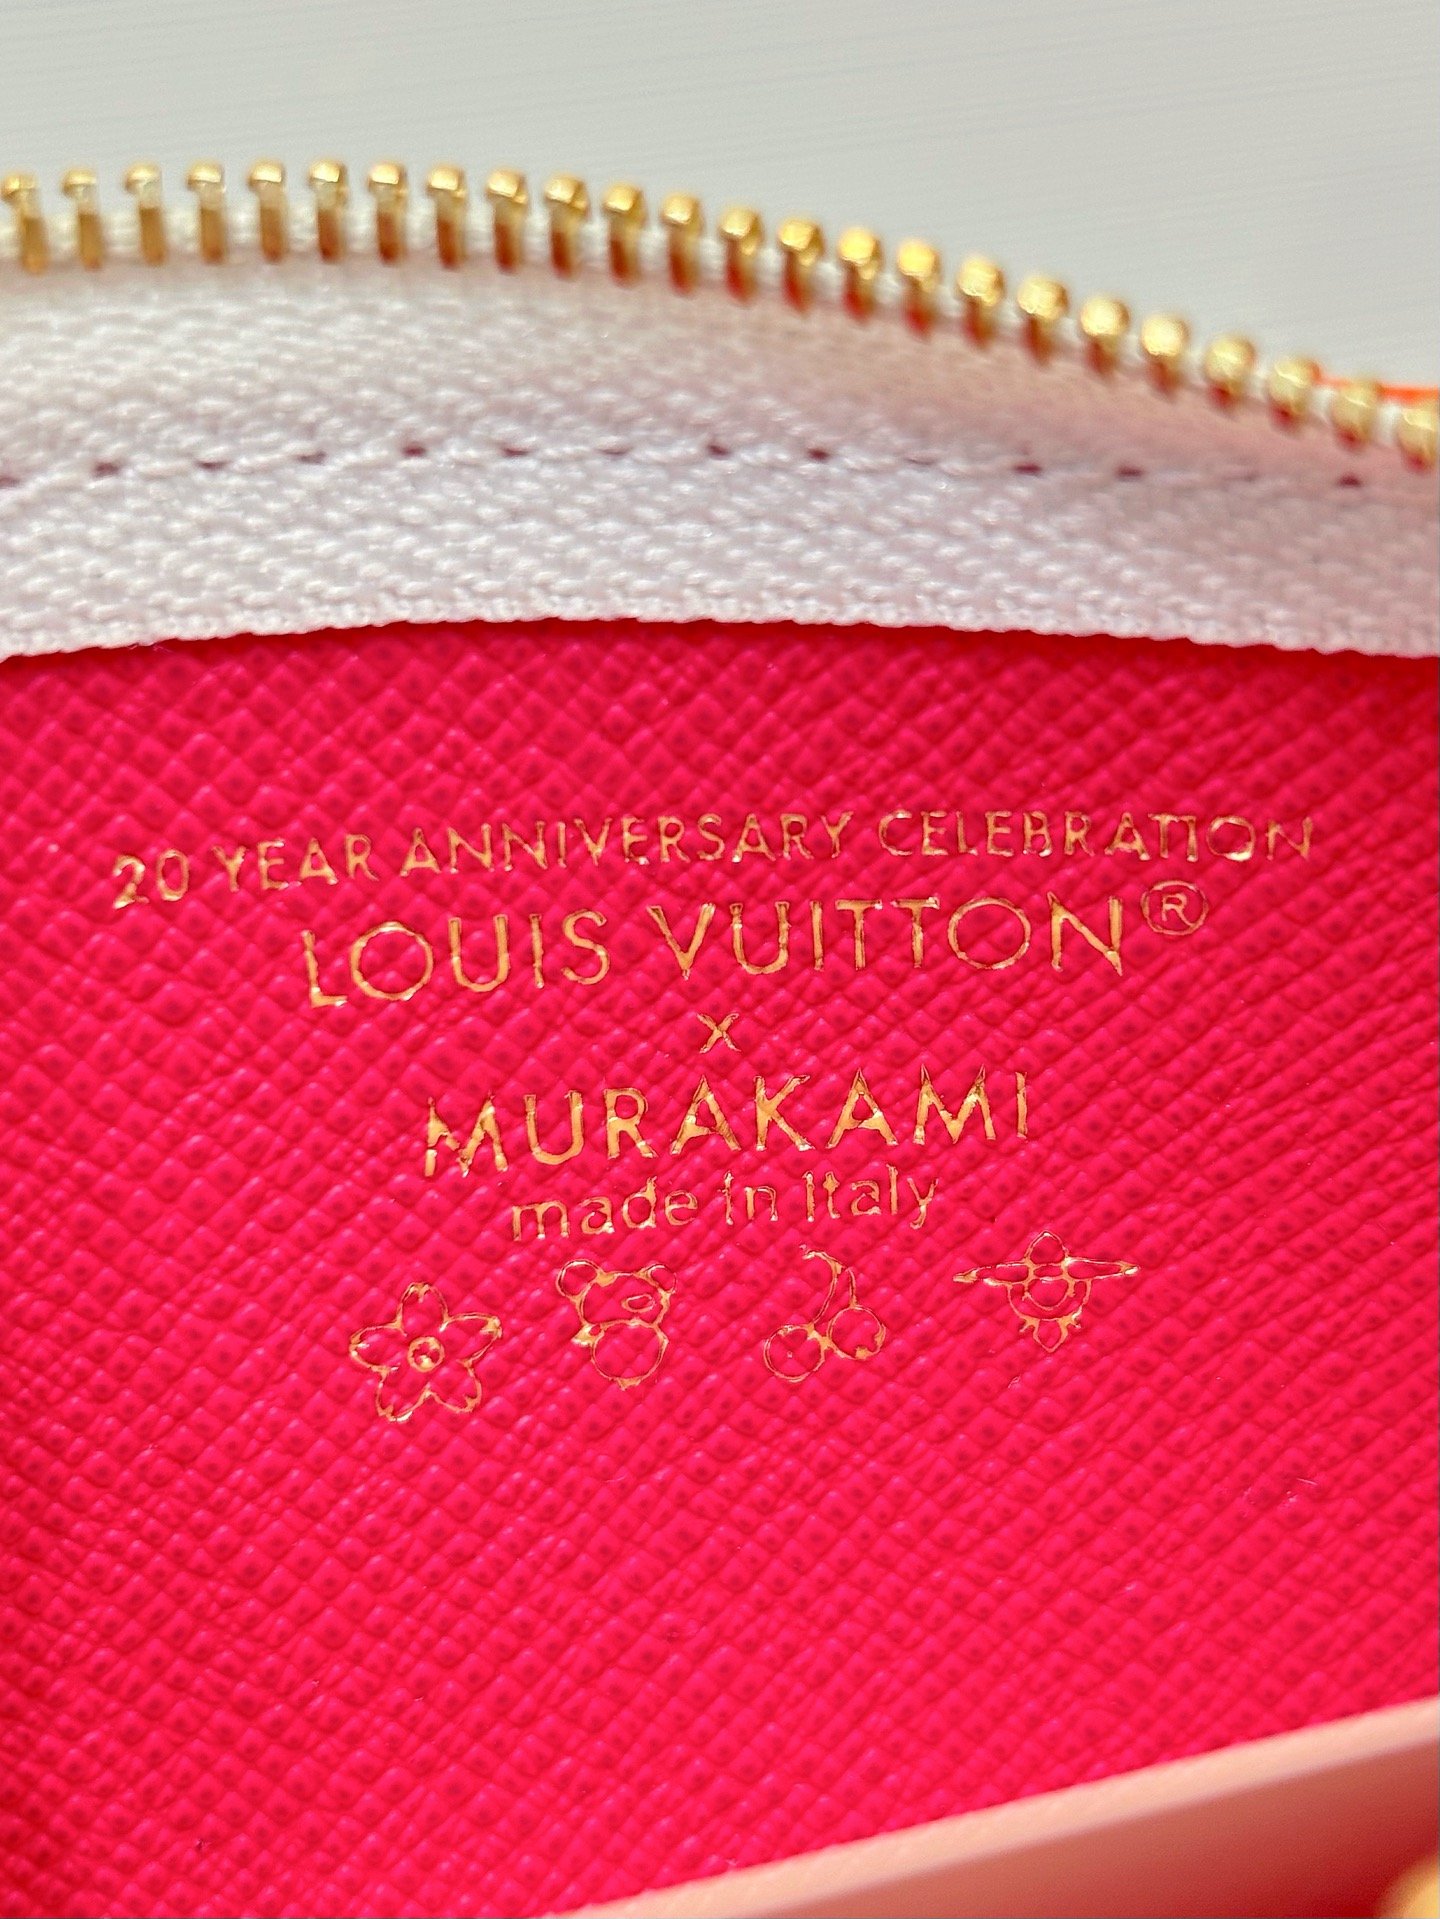 20 YEAR ANNIVERSARY CELEBRATION
LOUIS VUITTON®
x
MURAKAMI
made in Italy